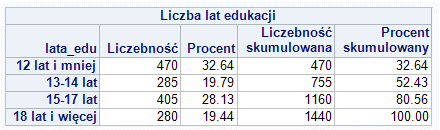 Liczba lat edukacji
lata_edu Liczebność Procent Liczebność skumulowana Procent skumulowany
12 lat i mniej 470 32.64 470 32.64
13-14 lat 285 19.79 755 52.43
15-17 lat 405 28.13 1160 80.56
18 lat i więcej 280 19.44 1440 100.00